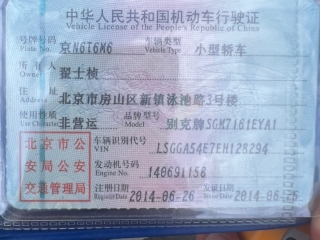 中华人民共和国机动车行驶证
Vehicle License of the People's Republic of China
号牌号码 京N6I6M6 车辆类型 小型轿车
Plate No. Vehicle Type
所有人 翟士桢
Owner
住址 北京市房山区新镇泳池路3号楼
Address
使用性质 非营运 品牌型号 别克牌SGM7161EYA1
Use Character Model
北京市公 车辆识别代号 LSGGA54E7EH128294
VIN
安局公安 发动机号码 140691158
Engine No.
交通管理局 注册日期 2014-06-26 发证日期 2014-06-26
Register Date Issue Date